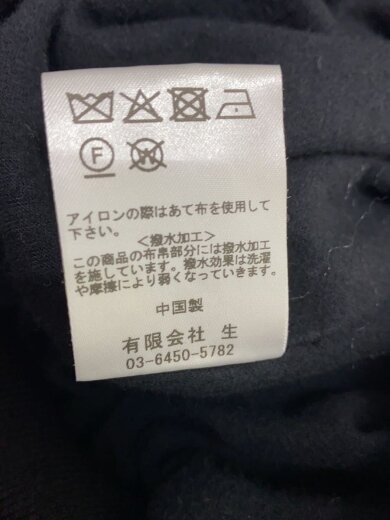 F W
アイロンの際はあて布を使用して
下さい。
<撥水加工>
この商品の布帛部分には撥水加工
を施しています。撥水効果は洗濯
や摩擦により弱くなっていきます。
中国製
有限会社 生
03-6450-5782